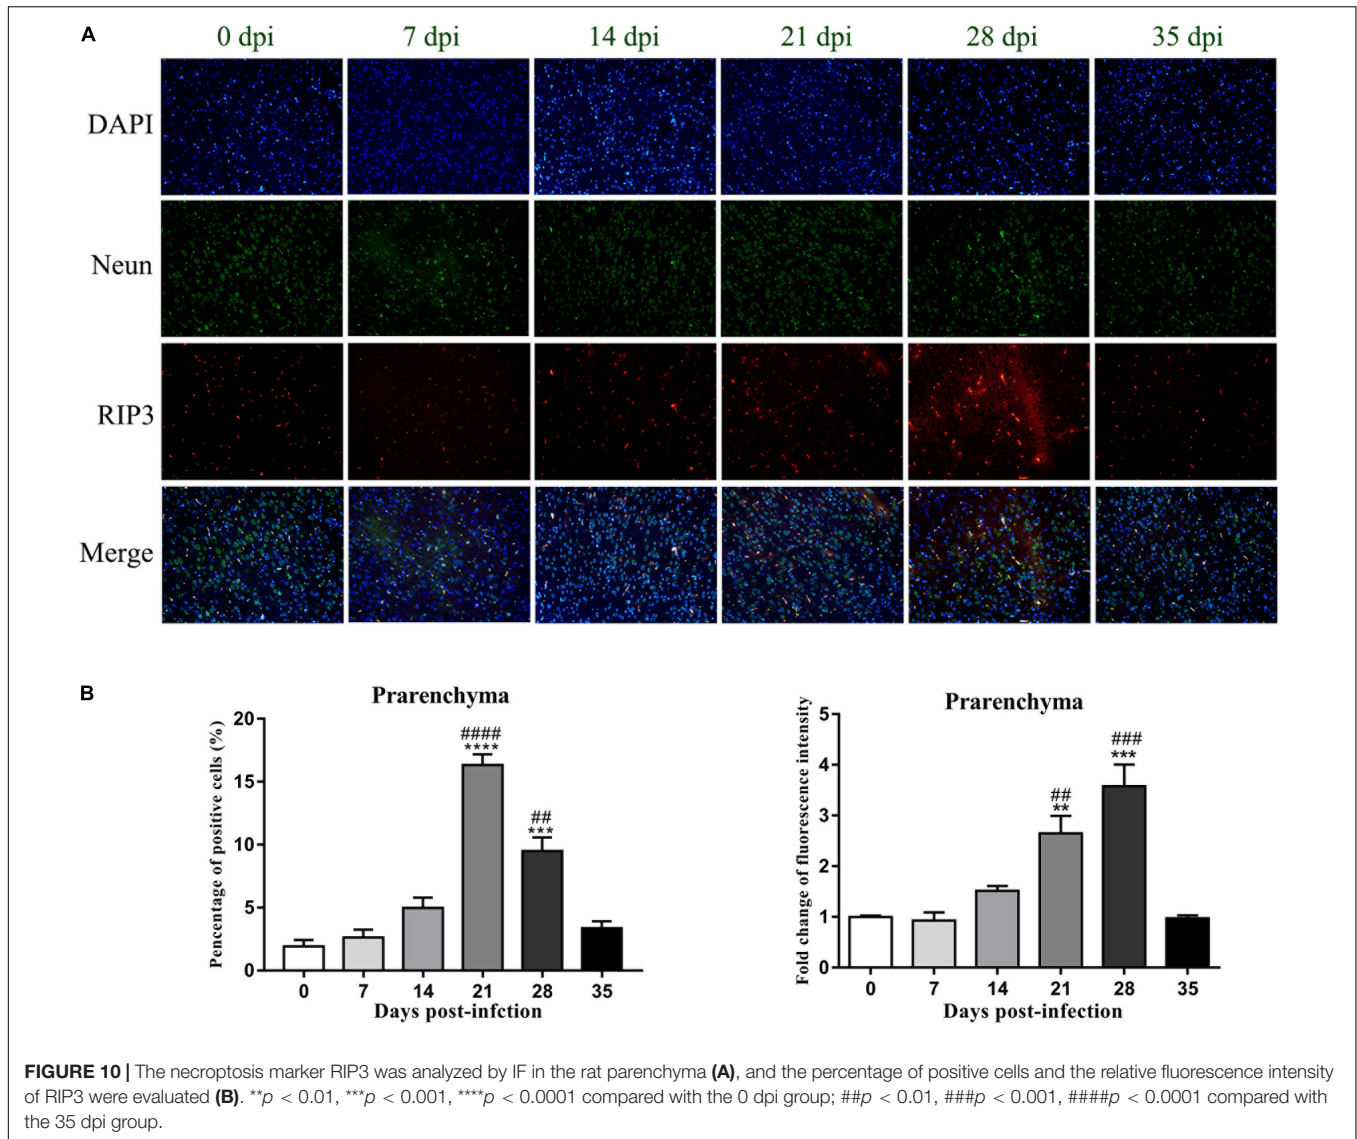 A
0 dpi 7 dpi 14 dpi 21 dpi 28 dpi 35 dpi
DAPI
Neun
RIP3
Merge
B
Prarenchyma
Pencentage of positive cells (%)
20
15
10
5
0
####
****
##
***
0 7 14 21 28 35
Days post-infction
Prarenchyma
Fold change of fluorescence intensity
5
4
3
2
1
0
##
**
###
***
0 7 14 21 28 35
Days post-infection
FIGURE 10 | The necroptosis marker RIP3 was analyzed by IF in the rat parenchyma (A), and the percentage of positive cells and the relative fluorescence intensity
of RIP3 were evaluated (B). **p < 0.01, ***p < 0.001, ****p < 0.0001 compared with the 0 dpi group; ##p < 0.01, ###p < 0.001, ####p < 0.0001 compared with
the 35 dpi group.